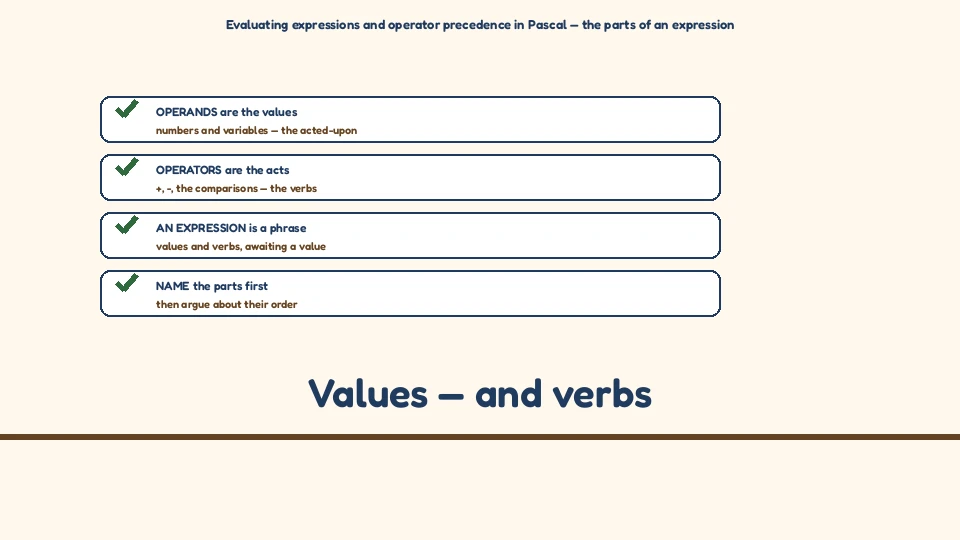 Evaluating expressions and operator precedence in Pascal — the parts of an expression
OPERANDS are the values
numbers and variables — the acted-upon
OPERATORS are the acts
+, -, the comparisons — the verbs
AN EXPRESSION is a phrase
values and verbs, awaiting a value
NAME the parts first
then argue about their order
Values — and verbs